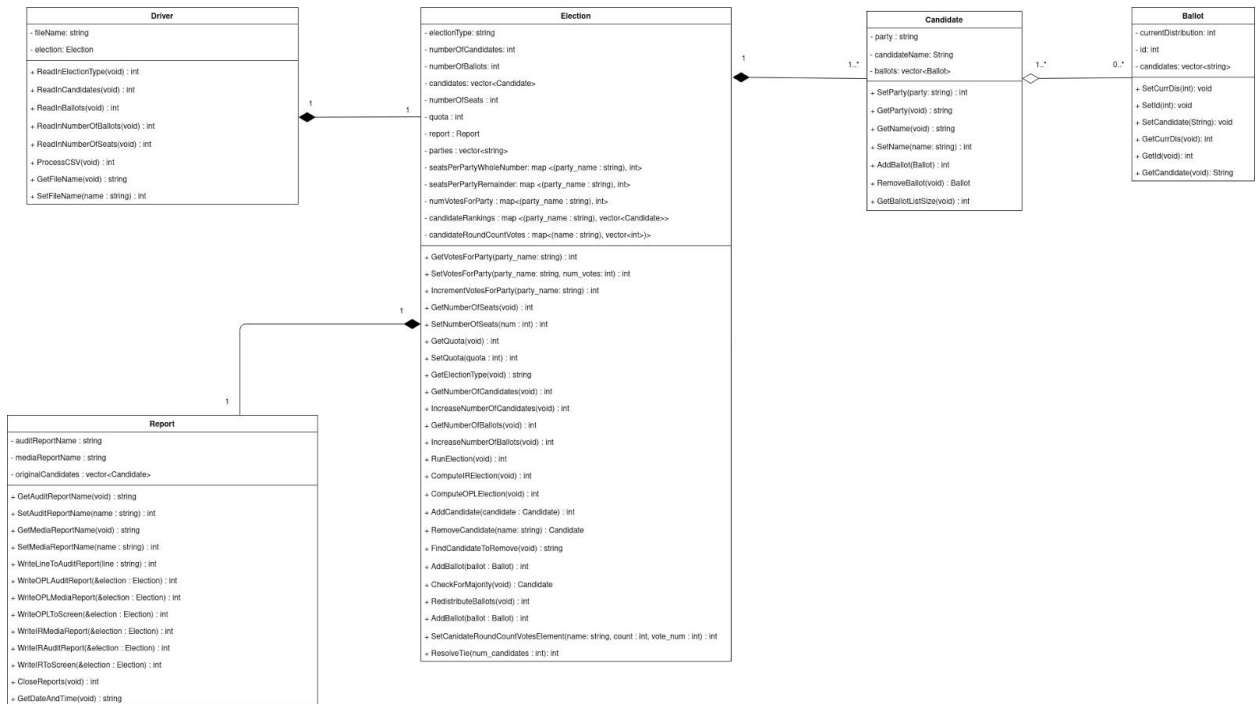 Driver
- fileName: string
- election: Election
+ ReadInElectionType(void) : int
+ ReadInCandidates(void) : int
+ ReadInBallots(void) : int
+ ReadInNumberOfBallots(void): int
+ ReadInNumberOfSeats(void): int
+ ProcessCSV(void) : int
+ GetFileName(void) : string
+ SetFileName(name : string) : int
1
1
Election
- electionType: string
- numberOfCandidates: int
- numberOfBallots: int
- candidates: vector<Candidate>
- numberOfSeats : int
- quota : int
- report : Report
- parties : vector<string>
- seatsPerPartyWholeNumber: map <(party_name : string), int>
- seatsPerPartyRemainder: map <(party_name : string), int>
- numVotesForParty : map<(party_name : string), int>
- candidateRankings : map <(party_name : string), vector<Candidate>>
- candidateRoundCountVotes : map<(name : string), vector<int>)>
+ GetVotesForParty(party_name: string) : int
+ SetVotesForParty(party_name: string, num_votes: int) : int
+ IncrementVotesForParty(party_name: string) : int
+ GetNumberOfSeats(void) : int
+ SetNumberOfSeats(num : int) : int
+ GetQuota(void) : int
+ SetQuota(quota : int) : int
+ GetElectionType(void) : string
+ GetNumberOfCandidates(void) : int
+ IncreaseNumberOfCandidates(void) : int
+ GetNumberOfBallots(void) : int
+ IncreaseNumberOfBallots(void) : int
+ RunElection(void) : int
+ ComputeIRElection(void) : int
+ ComputeOPLElection(void) : int
+ AddCandidate(candidate : Candidate) : int
+ RemoveCandidate(name: string) : Candidate
+ FindCandidateToRemove(void) : string
+ AddBallot(ballot : Ballot) : int
+ CheckForMajority(void) : Candidate
+ RedistributeBallots(void) : int
+ AddBallot(ballot : Ballot) : int
+ SetCanidateRoundCountVotesElement(name: string, count : int, vote_num : int) : int
+ ResolveTie(num_candidates : int): int
1
1..*
Candidate
- party : string
- candidateName: String
- ballots: vector<Ballot>
+ SetParty(party: string) : int
+ GetParty(void) : string
+ GetName(void) : string
+ SetName(name: string) : int
+ AddBallot(Ballot) : int
+ RemoveBallot(void) : Ballot
+ GetBallotListSize(void) : int
1..*
0..*
Ballot
- currentDistribution: int
- id: int
- candidates: vector<string>
+ SetCurrDis(int): void
+ SetId(int): void
+ SetCandidate(String): void
+ GetCurrDis(void): int
+ GetId(void): int
+ GetCandidate(void): String
1
1
Report
- auditReportName : string
- mediaReportName : string
- originalCandidates : vector<Candidate>
+ GetAuditReportName(void) : string
+ SetAuditReportName(name : string) : int
+ GetMediaReportName(void) : string
+ SetMediaReportName(name : string) : int
+ WriteLineToAuditReport(line : string) : int
+ WriteOPLAuditReport(&election : Election) : int
+ WriteOPLMediaReport(&election : Election) : int
+ WriteOPLToScreen(&election : Election) : int
+ WriteIRMediaReport(&election : Election) : int
+ WriteIRAuditReport(&election : Election) : int
+ WriteIRToScreen(&election : Election) : int
+ CloseReports(void) : int
+ GetDateAndTime(void) : string